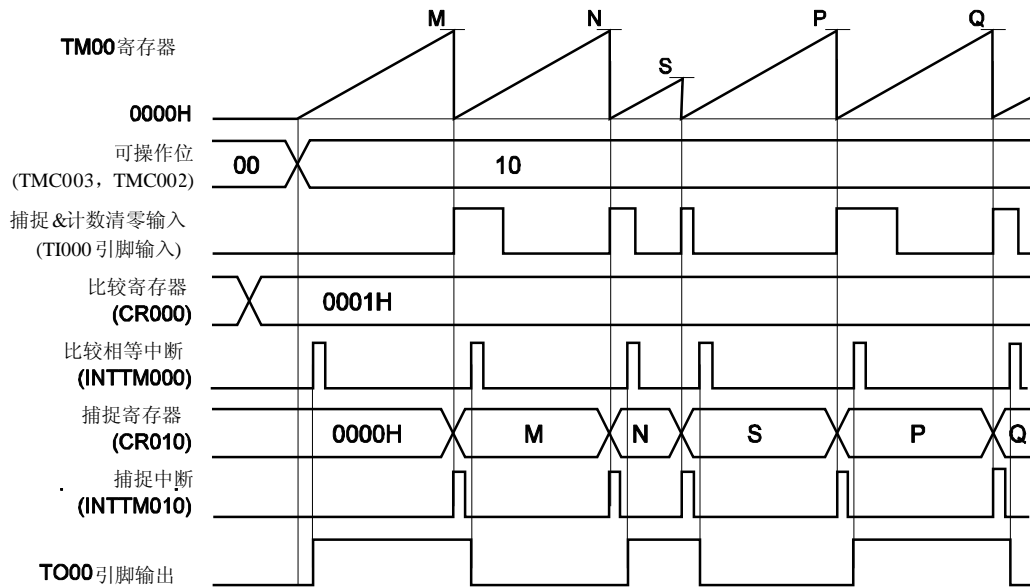 M N S P Q
TM00寄存器
0000H
可操作位
(TMC003，TMC002)
00 10
捕捉&计数清零输入
(TI000引脚输入)
比较寄存器
(CR000)
0001H
比较相等中断
(INTTM000)
捕捉寄存器
(CR010)
0000H M N S P Q
捕捉中断
(INTTM010)
TO00引脚输出